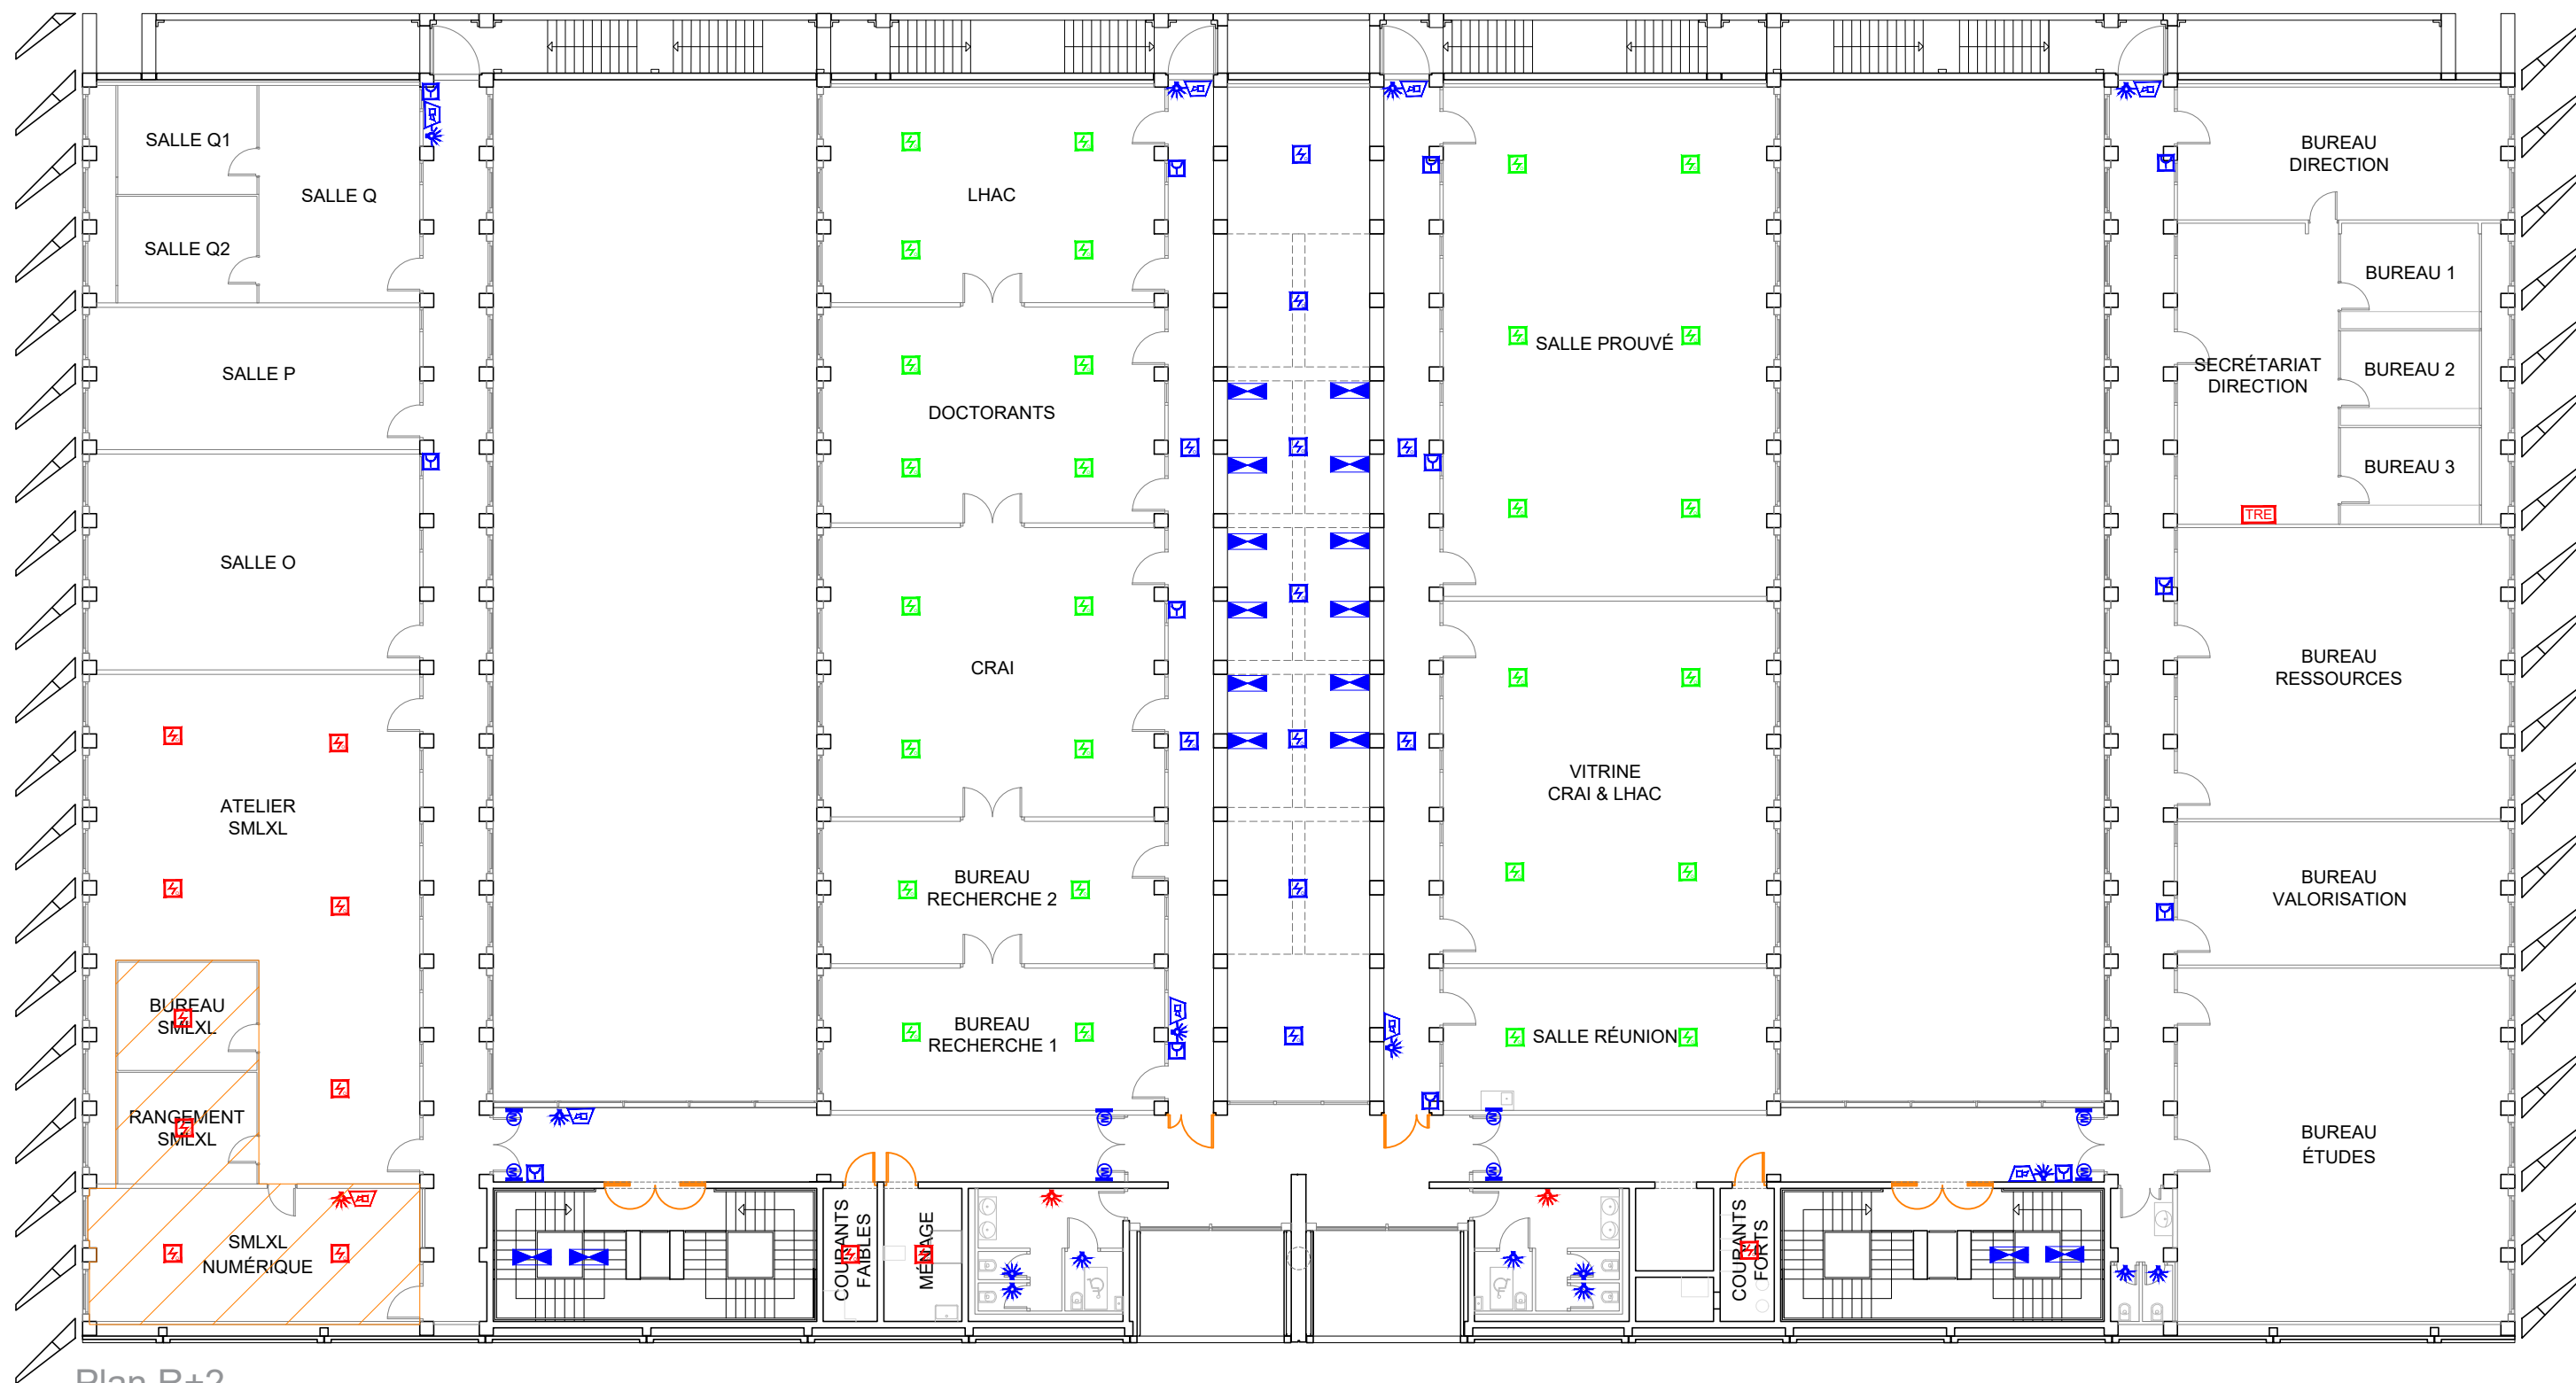 SALLE Q1
SALLE Q
SALLE Q2
SALLE P
SALLE O
ATELIER
SMLXL
BUREAU
SMLXL
RANGEMENT
SMLXL
SMLXL
NUMÉRIQUE
LHAC
DOCTORANTS
CRAI
BUREAU
RECHERCHE 2
BUREAU
RECHERCHE 1
COURANTS
FAIBLES
MÉNAGE
SALLE PROUVÉ
VITRINE
CRAI & LHAC
SALLE RÉUNION
COURANTS
FORTS
BUREAU
DIRECTION
BUREAU 1
SECRÉTARIAT
DIRECTION
BUREAU 2
BUREAU 3
TRE
BUREAU
RESSOURCES
BUREAU
VALORISATION
BUREAU
ÉTUDES
M
M
M
M
M
M
M
M
Plan R+2